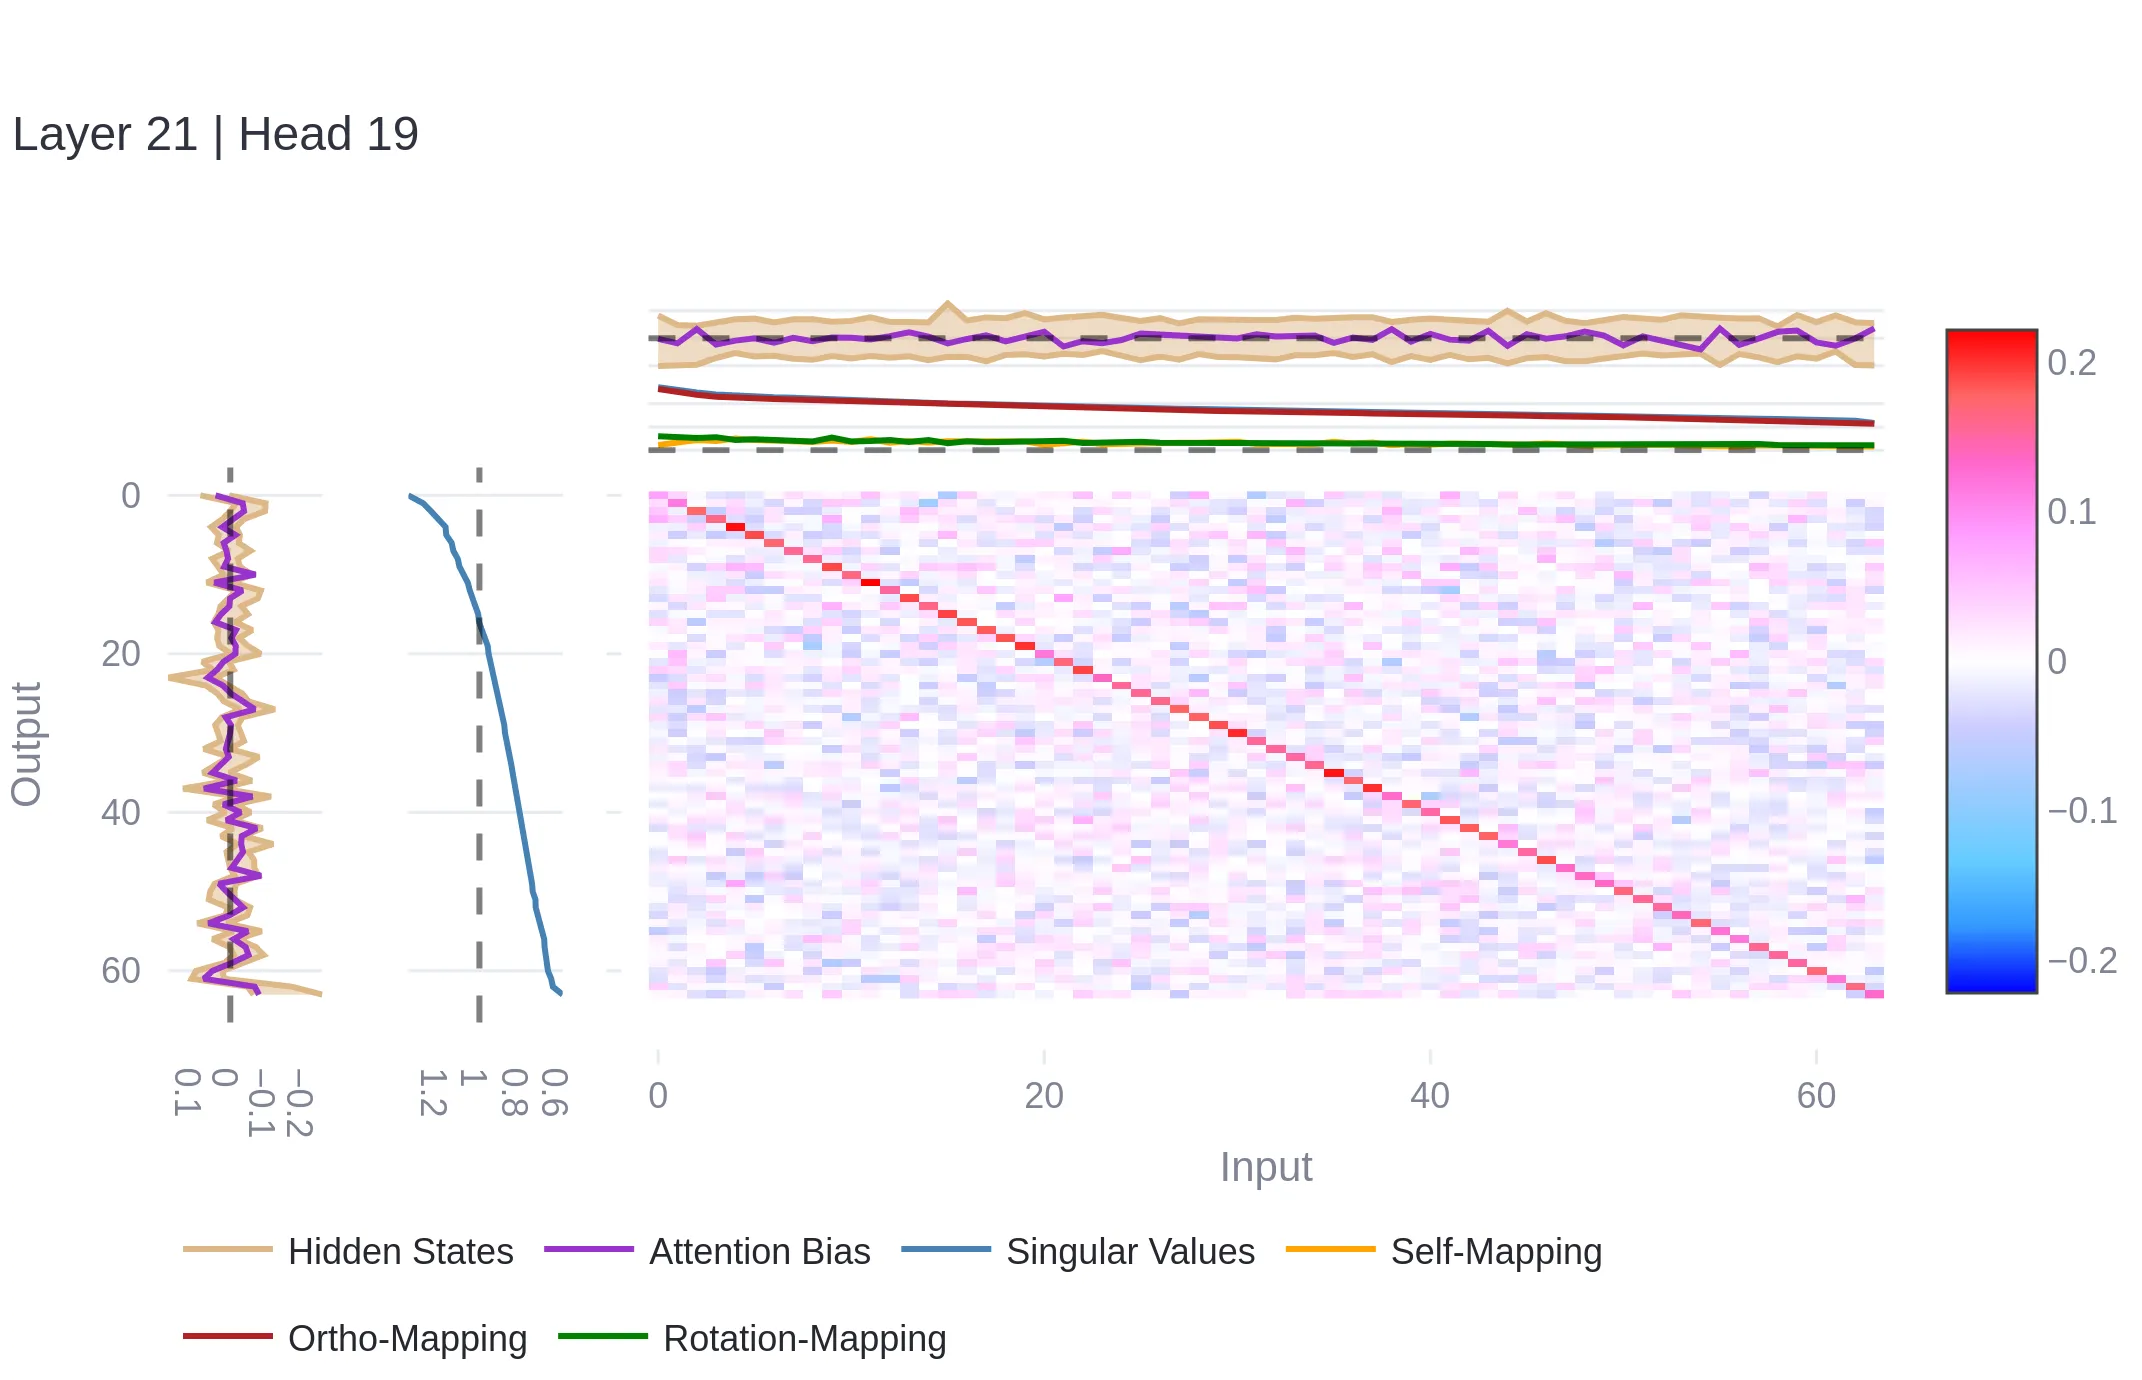 Layer 21 | Head 19
0.2
0.1
0
−0.1
−0.2
0
20
40
60
Output
0.1
0
−0.1
−0.2
1.2
1
0.8
0.6
0
20
40
60
Input
Hidden States
Attention Bias
Singular Values
Self-Mapping
Ortho-Mapping
Rotation-Mapping